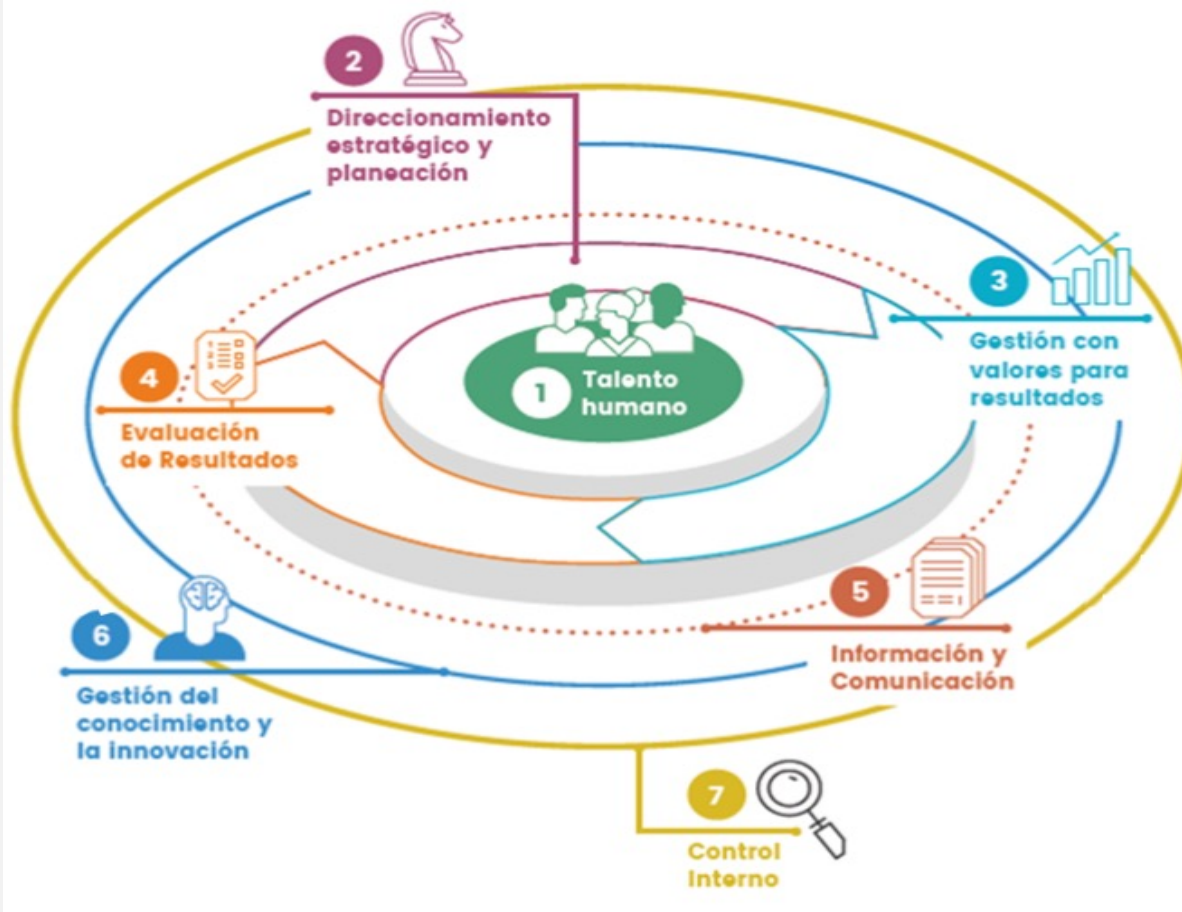 2
Direccionamiento
estratégico y
planeación
3
Gestión con
valores para
resultados
1
Talento
humano
4
Evaluación
de Resultados
5
Información y
Comunicación
6
Gestión del
conocimiento y
la innovación
7
Control
Interno